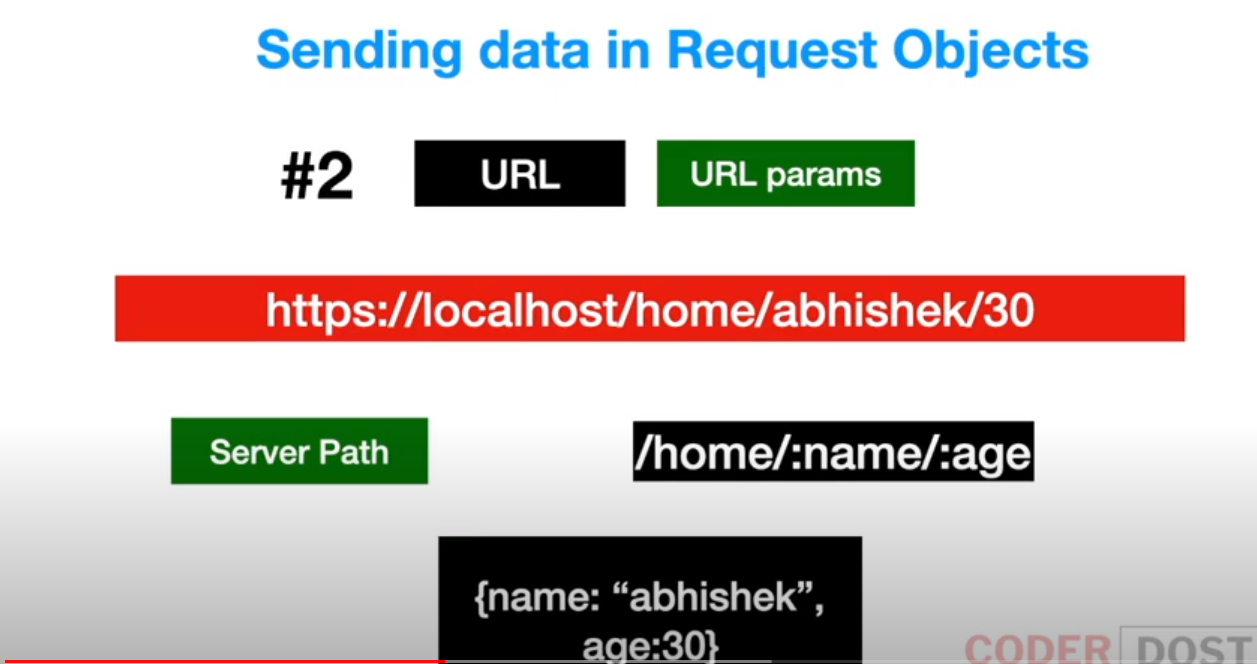 Sending data in Request Objects
#2 URL URL params
https://localhost/home/abhishek/30
Server Path /home/:name/:age
{name: “abhishek”,
age:30}
CODER DOST